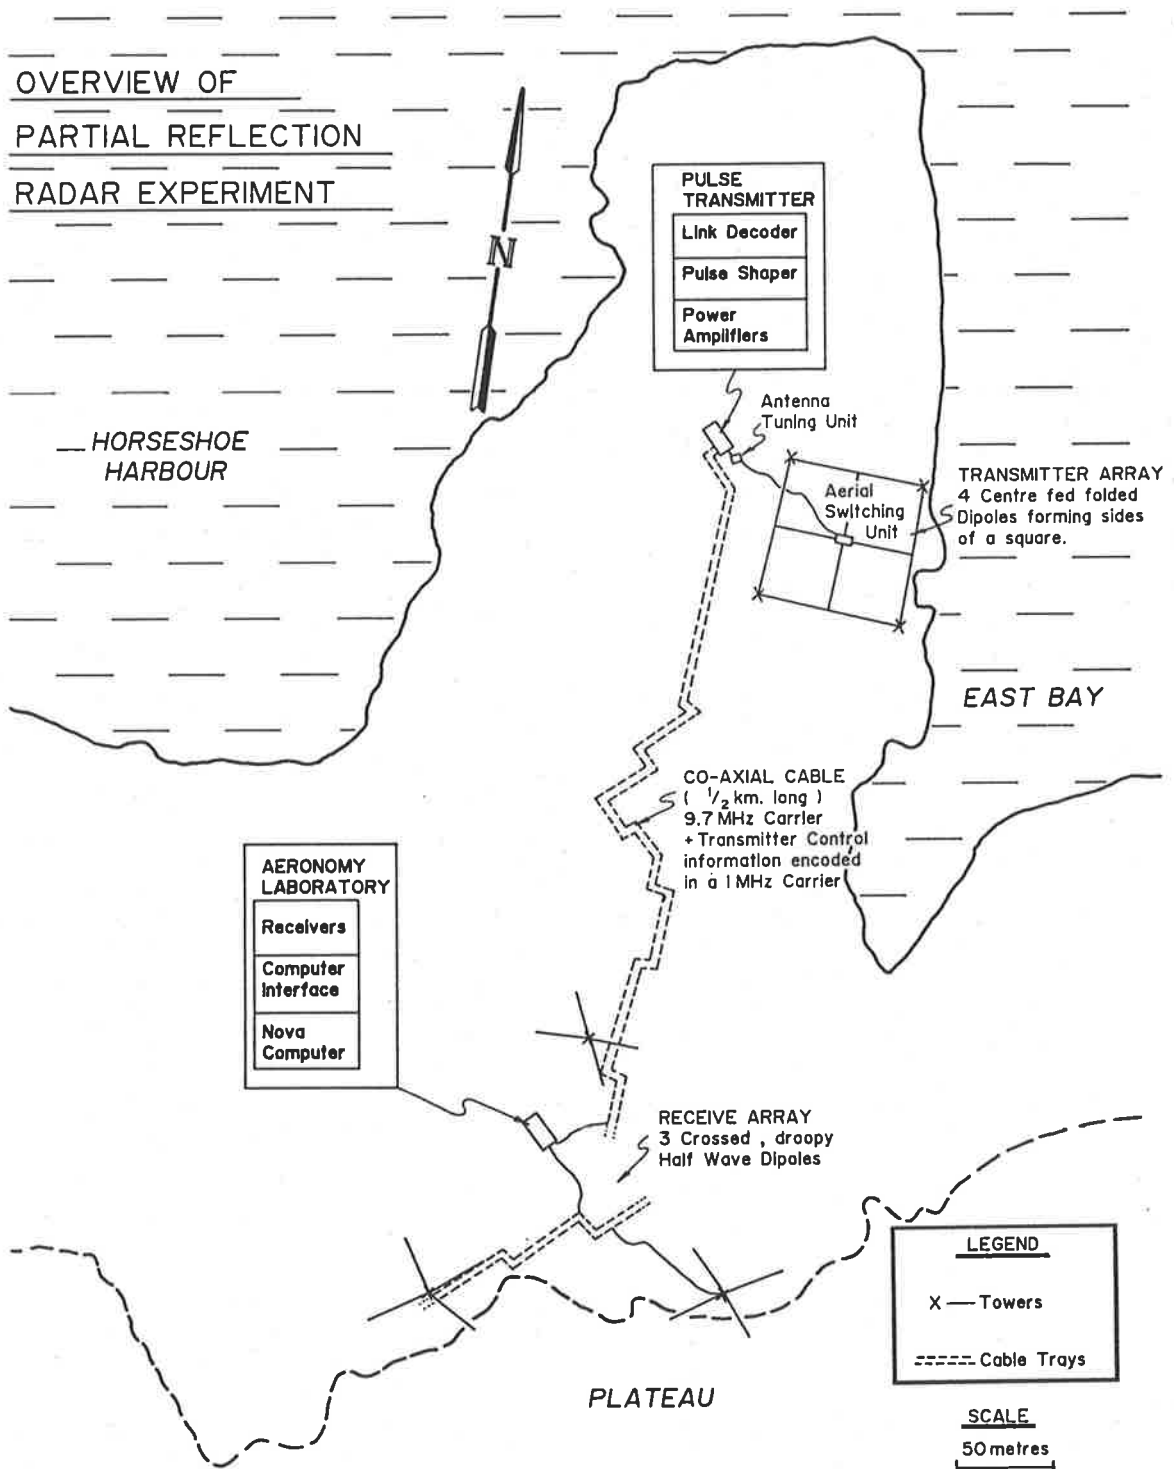 OVERVIEW OF
PARTIAL REFLECTION
RADAR EXPERIMENT
N
PULSE
TRANSMITTER
Link Decoder
Pulse Shaper
Power
Amplifiers
Antenna
Tuning Unit
HORSESHOE
HARBOUR
Aerial
Switching
Unit
TRANSMITTER ARRAY
4 Centre fed folded
Dipoles forming sides
of a square.
EAST BAY
CO-AXIAL CABLE
( 1/2 km. long )
9.7 MHz Carrier
+ Transmitter Control
information encoded
in a 1 MHz Carrier
AERONOMY
LABORATORY
Receivers
Computer
Interface
Nova
Computer
RECEIVE ARRAY
3 Crossed , droopy
Half Wave Dipoles
LEGEND
X — Towers
Cable Trays
PLATEAU
SCALE
50 metres